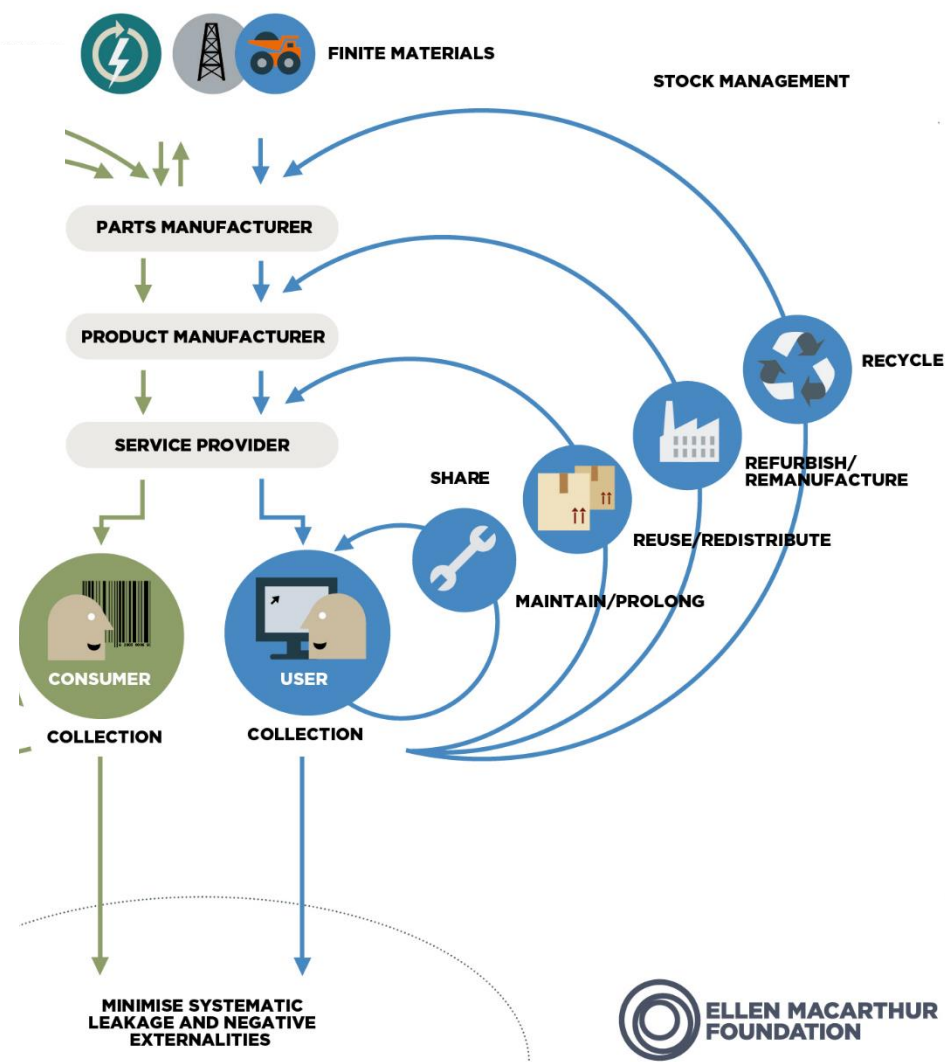 FINITE MATERIALS
STOCK MANAGEMENT
PARTS MANUFACTURER
PRODUCT MANUFACTURER
RECYCLE
SERVICE PROVIDER
SHARE
REFURBISH/
REMANUFACTURE
REUSE/REDISTRIBUTE
MAINTAIN/PROLONG
CONSUMER
USER
COLLECTION
COLLECTION
MINIMISE SYSTEMATIC
LEAKAGE AND NEGATIVE
EXTERNALITIES
ELLEN MACARTHUR
FOUNDATION